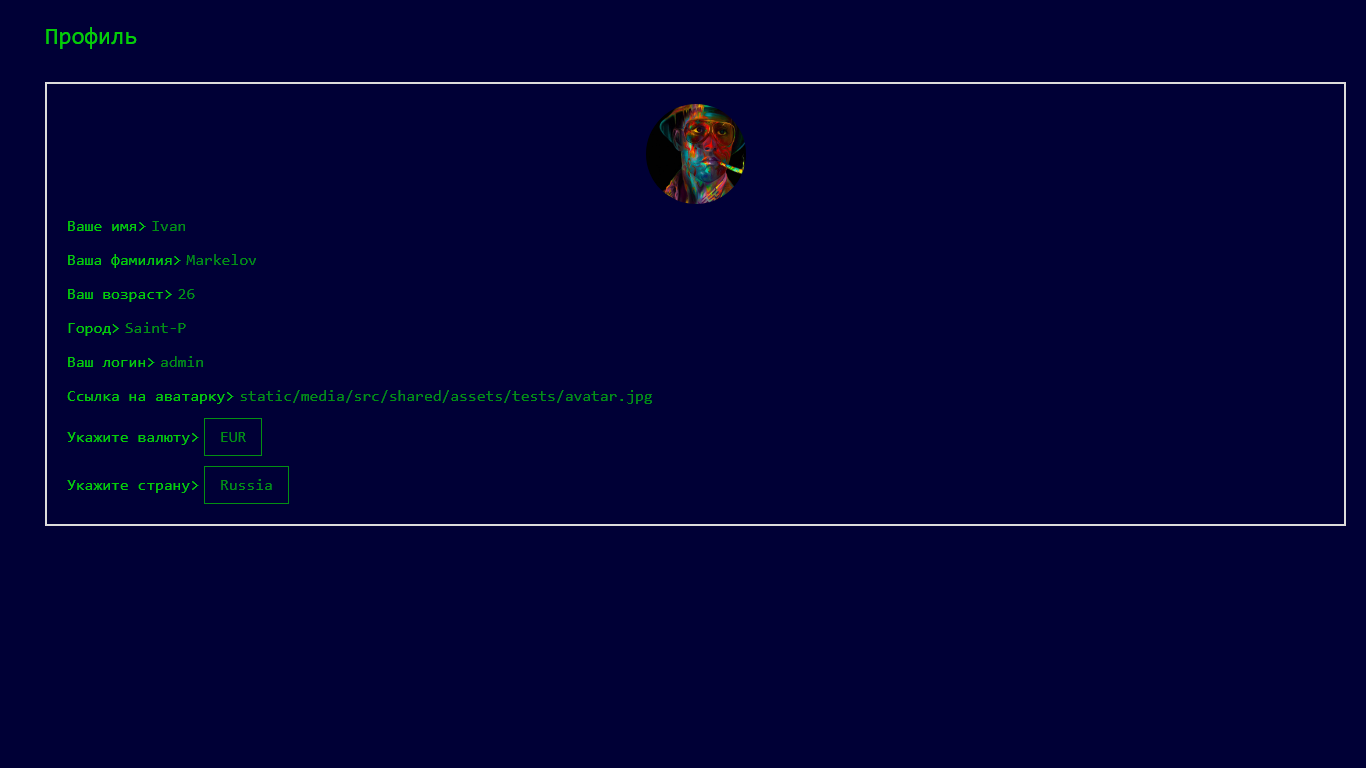 Профиль
Ваше имя> Ivan
Ваша фамилия> Markelov
Ваш возраст> 26
Город> Saint-P
Ваш логин> admin
Ссылка на аватарку> static/media/src/shared/assets/tests/avatar.jpg
Укажите валюту> EUR
Укажите страну> Russia